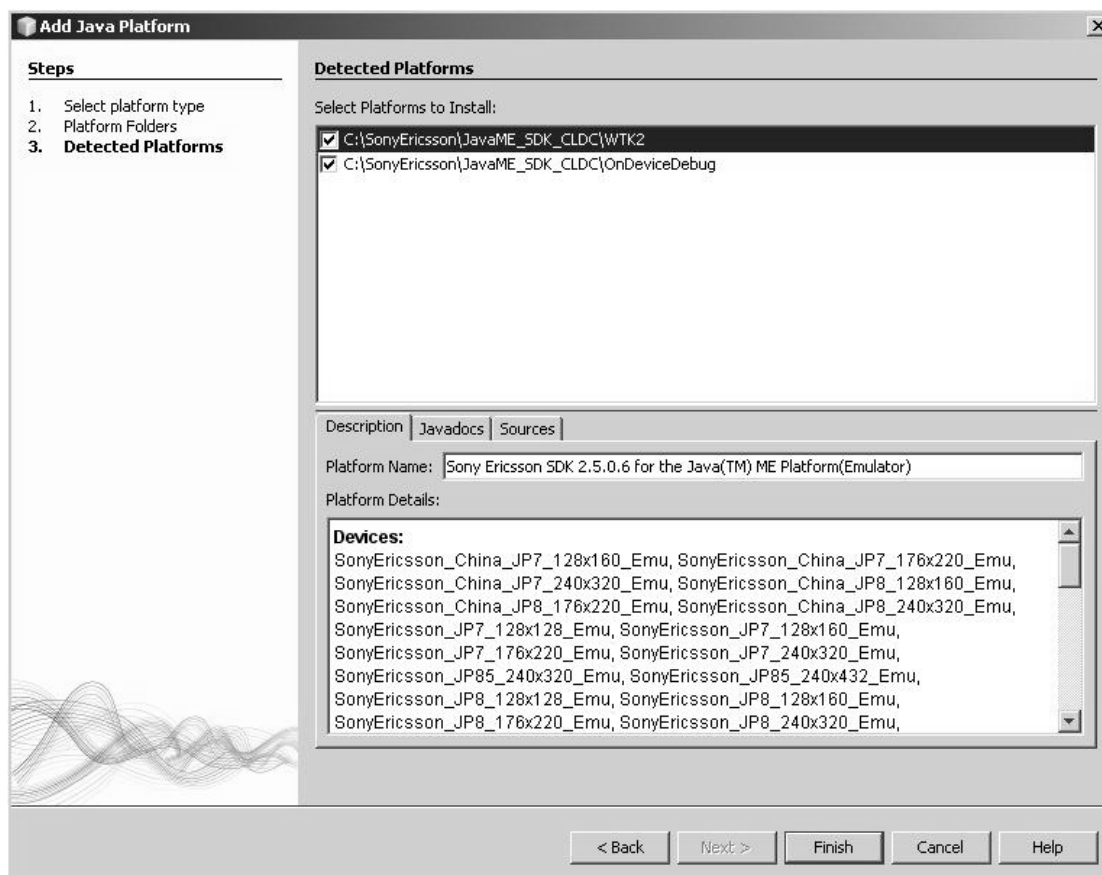 Add Java Platform
Steps
1. Select platform type
2. Platform Folders
3. Detected Platforms
Detected Platforms
Select Platforms to Install:
C:\SonyEricsson\JavaME_SDK_CLDC\WTK2
C:\SonyEricsson\JavaME_SDK_CLDC\OnDeviceDebug
Description Javadocs Sources
Platform Name: Sony Ericsson SDK 2.5.0.6 for the Java(TM) ME Platform(Emulator)
Platform Details:
Devices:
SonyEricsson_China_JP7_128x160_Emu, SonyEricsson_China_JP7_176x220_Emu,
SonyEricsson_China_JP7_240x320_Emu, SonyEricsson_China_JP8_128x160_Emu,
SonyEricsson_China_JP8_176x220_Emu, SonyEricsson_China_JP8_240x320_Emu,
SonyEricsson_JP7_128x128_Emu, SonyEricsson_JP7_128x160_Emu,
SonyEricsson_JP7_176x220_Emu, SonyEricsson_JP7_240x320_Emu,
SonyEricsson_JP85_240x320_Emu, SonyEricsson_JP85_240x432_Emu,
SonyEricsson_JP8_128x128_Emu, SonyEricsson_JP8_128x160_Emu,
SonyEricsson_JP8_176x220_Emu, SonyEricsson_JP8_240x320_Emu,
< Back Next > Finish Cancel Help